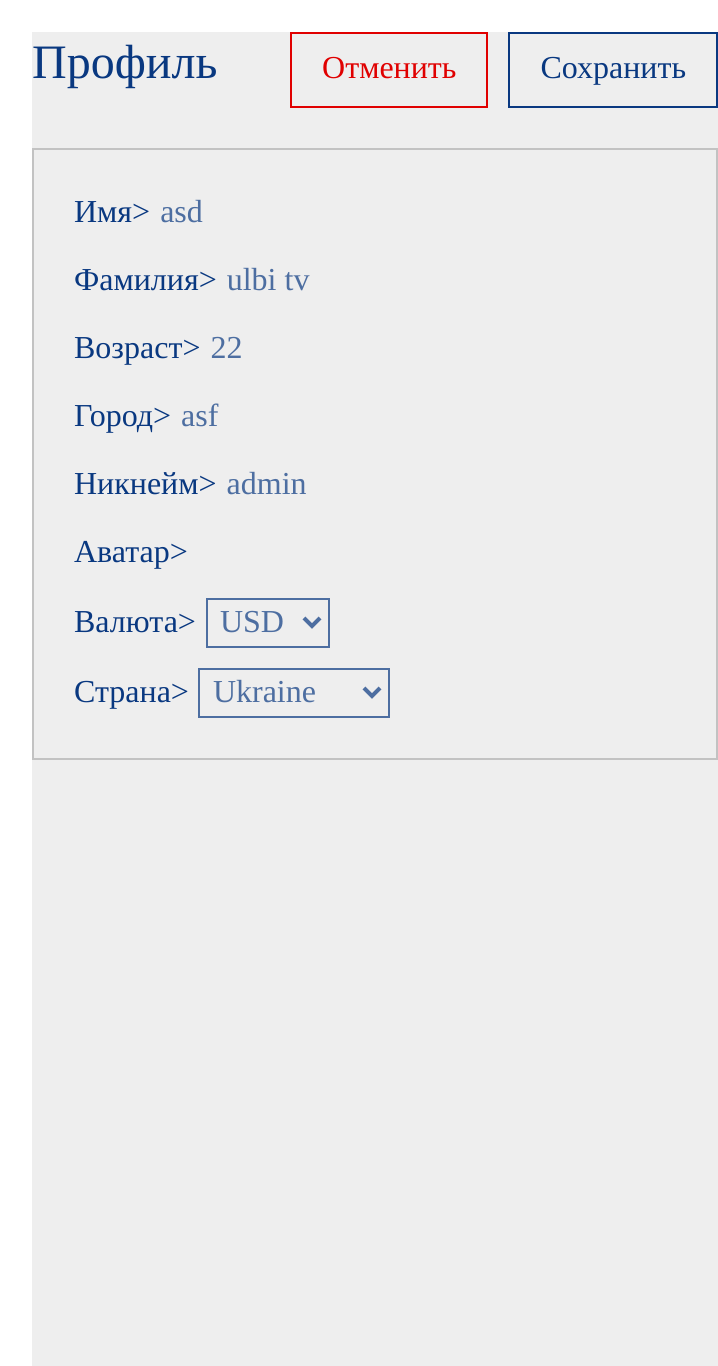 Профиль Отменить Сохранить
Имя> asd
Фамилия> ulbi tv
Возраст> 22
Город> asf
Никнейм> admin
Аватар>
Валюта> USD
Страна> Ukraine